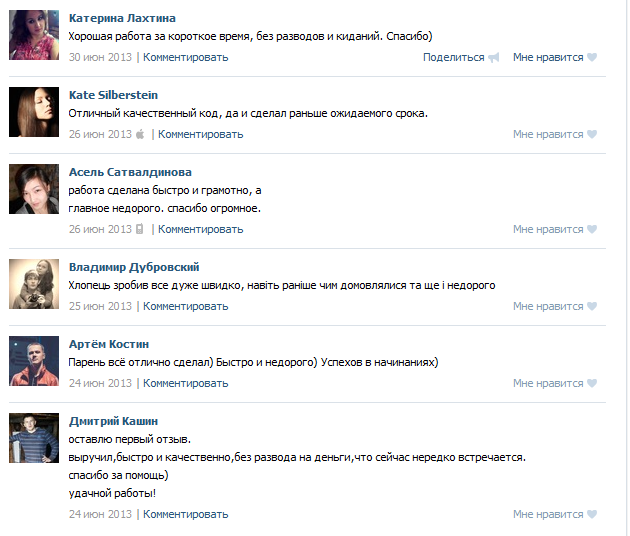 Катерина Лахтина
Хорошая работа за короткое время, без разводов и киданий. Спасибо)
30 июн 2013 | Комментировать Поделиться Мне нравится
Kate Silberstein
Отличный качественный код, да и сделал раньше ожидаемого срока.
26 июн 2013 | Комментировать Мне нравится
Асель Сатвалдинова
работа сделана быстро и грамотно, а
главное недорого. спасибо огромное.
26 июн 2013 | Комментировать Мне нравится
Владимир Дубровский
Хлопець зробив все дуже швидко, навіть раніше чим домовлялися та ще і недорого
25 июн 2013 | Комментировать Мне нравится
Артём Костин
Парень всё отлично сделал) Быстро и недорого) Успехов в начинаниях)
24 июн 2013 | Комментировать Мне нравится
Дмитрий Кашин
оставлю первый отзыв.
выручил,быстро и качественно,без развода на деньги,что сейчас нередко встречается.
спасибо за помощь)
удачной работы!
24 июн 2013 | Комментировать Мне нравится